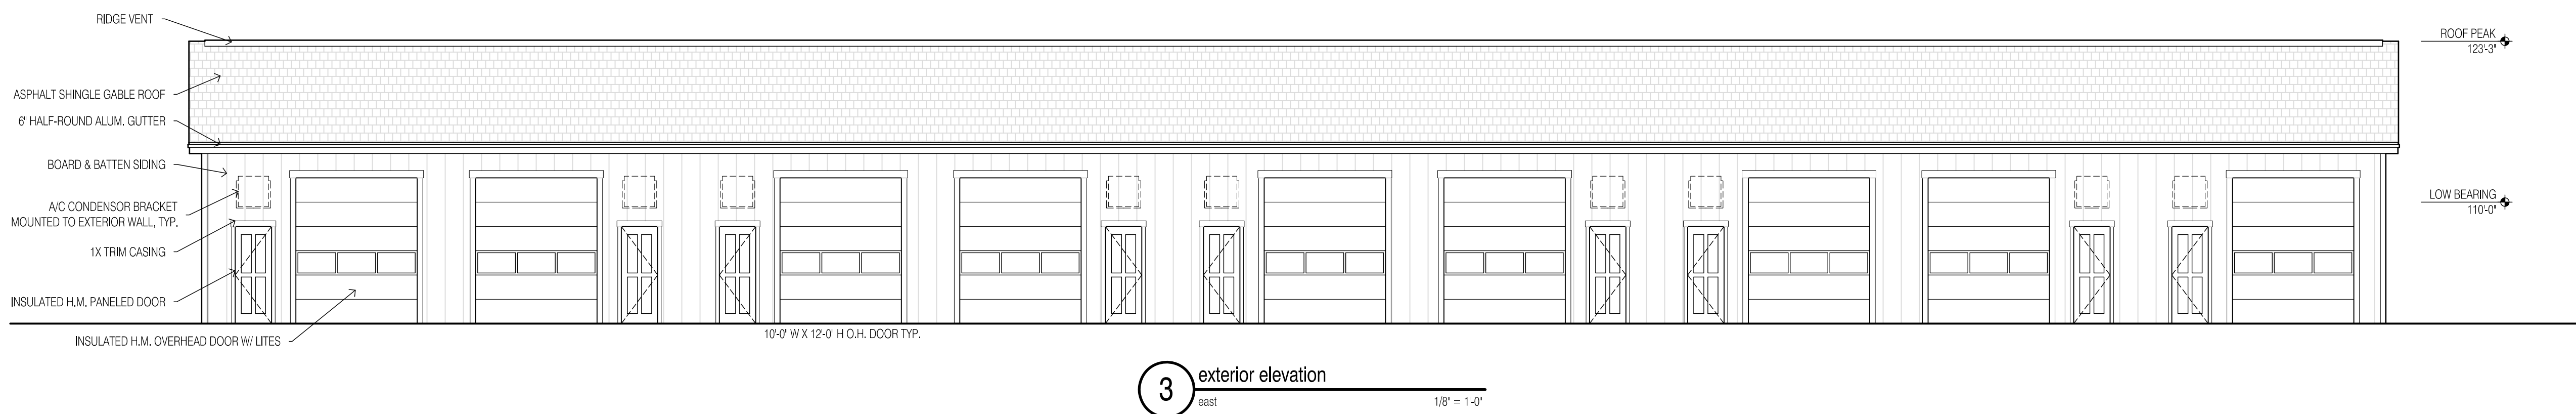 RIDGE VENT
ROOF PEAK
123'-3"
ASPHALT SHINGLE GABLE ROOF
6" HALF-ROUND ALUM. GUTTER
BOARD & BATTEN SIDING
A/C CONDENSOR BRACKET
MOUNTED TO EXTERIOR WALL, TYP.
LOW BEARING
110'-0"
1X TRIM CASING
INSULATED H.M. PANELED DOOR
INSULATED H.M. OVERHEAD DOOR W/ LITES
10'-0" W X 12'-0" H O.H. DOOR TYP.
3
exterior elevation
east
1/8" = 1'-0"